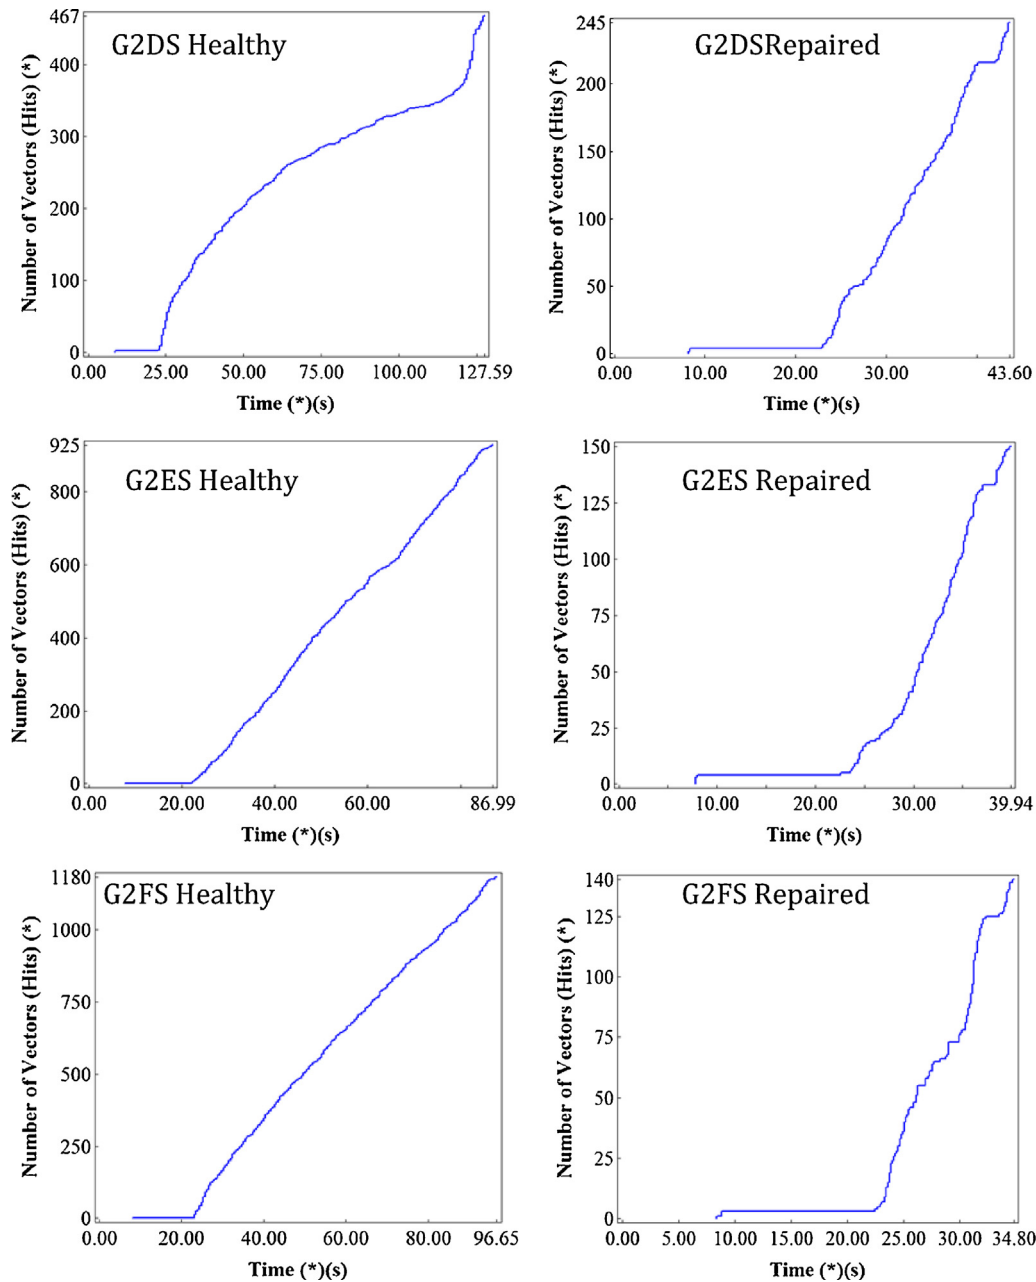 G2DS Healthy
Number of Vectors (Hits) (*)
467
400
300
200
100
0
0.00 25.00 50.00 75.00 100.00 127.59
Time (*)(s)
G2DSRepaired
Number of Vectors (Hits) (*)
245
200
150
100
50
0
0.00 10.00 20.00 30.00 43.60
Time (*)(s)
G2ES Healthy
Number of Vectors (Hits) (*)
925
800
600
400
200
0
0.00 20.00 40.00 60.00 86.99
Time (*)(s)
G2ES Repaired
Number of Vectors (Hits) (*)
150
125
100
75
50
25
0
0.00 10.00 20.00 30.00 39.94
Time (*)(s)
G2FS Healthy
Number of Vectors (Hits) (*)
1180
1000
750
500
250
0
0.00 20.00 40.00 60.00 80.00 96.65
Time (*)(s)
G2FS Repaired
Number of Vectors (Hits) (*)
140
125
100
75
50
25
0
0.00 5.00 10.00 15.00 20.00 25.00 30.00 34.80
Time (*)(s)